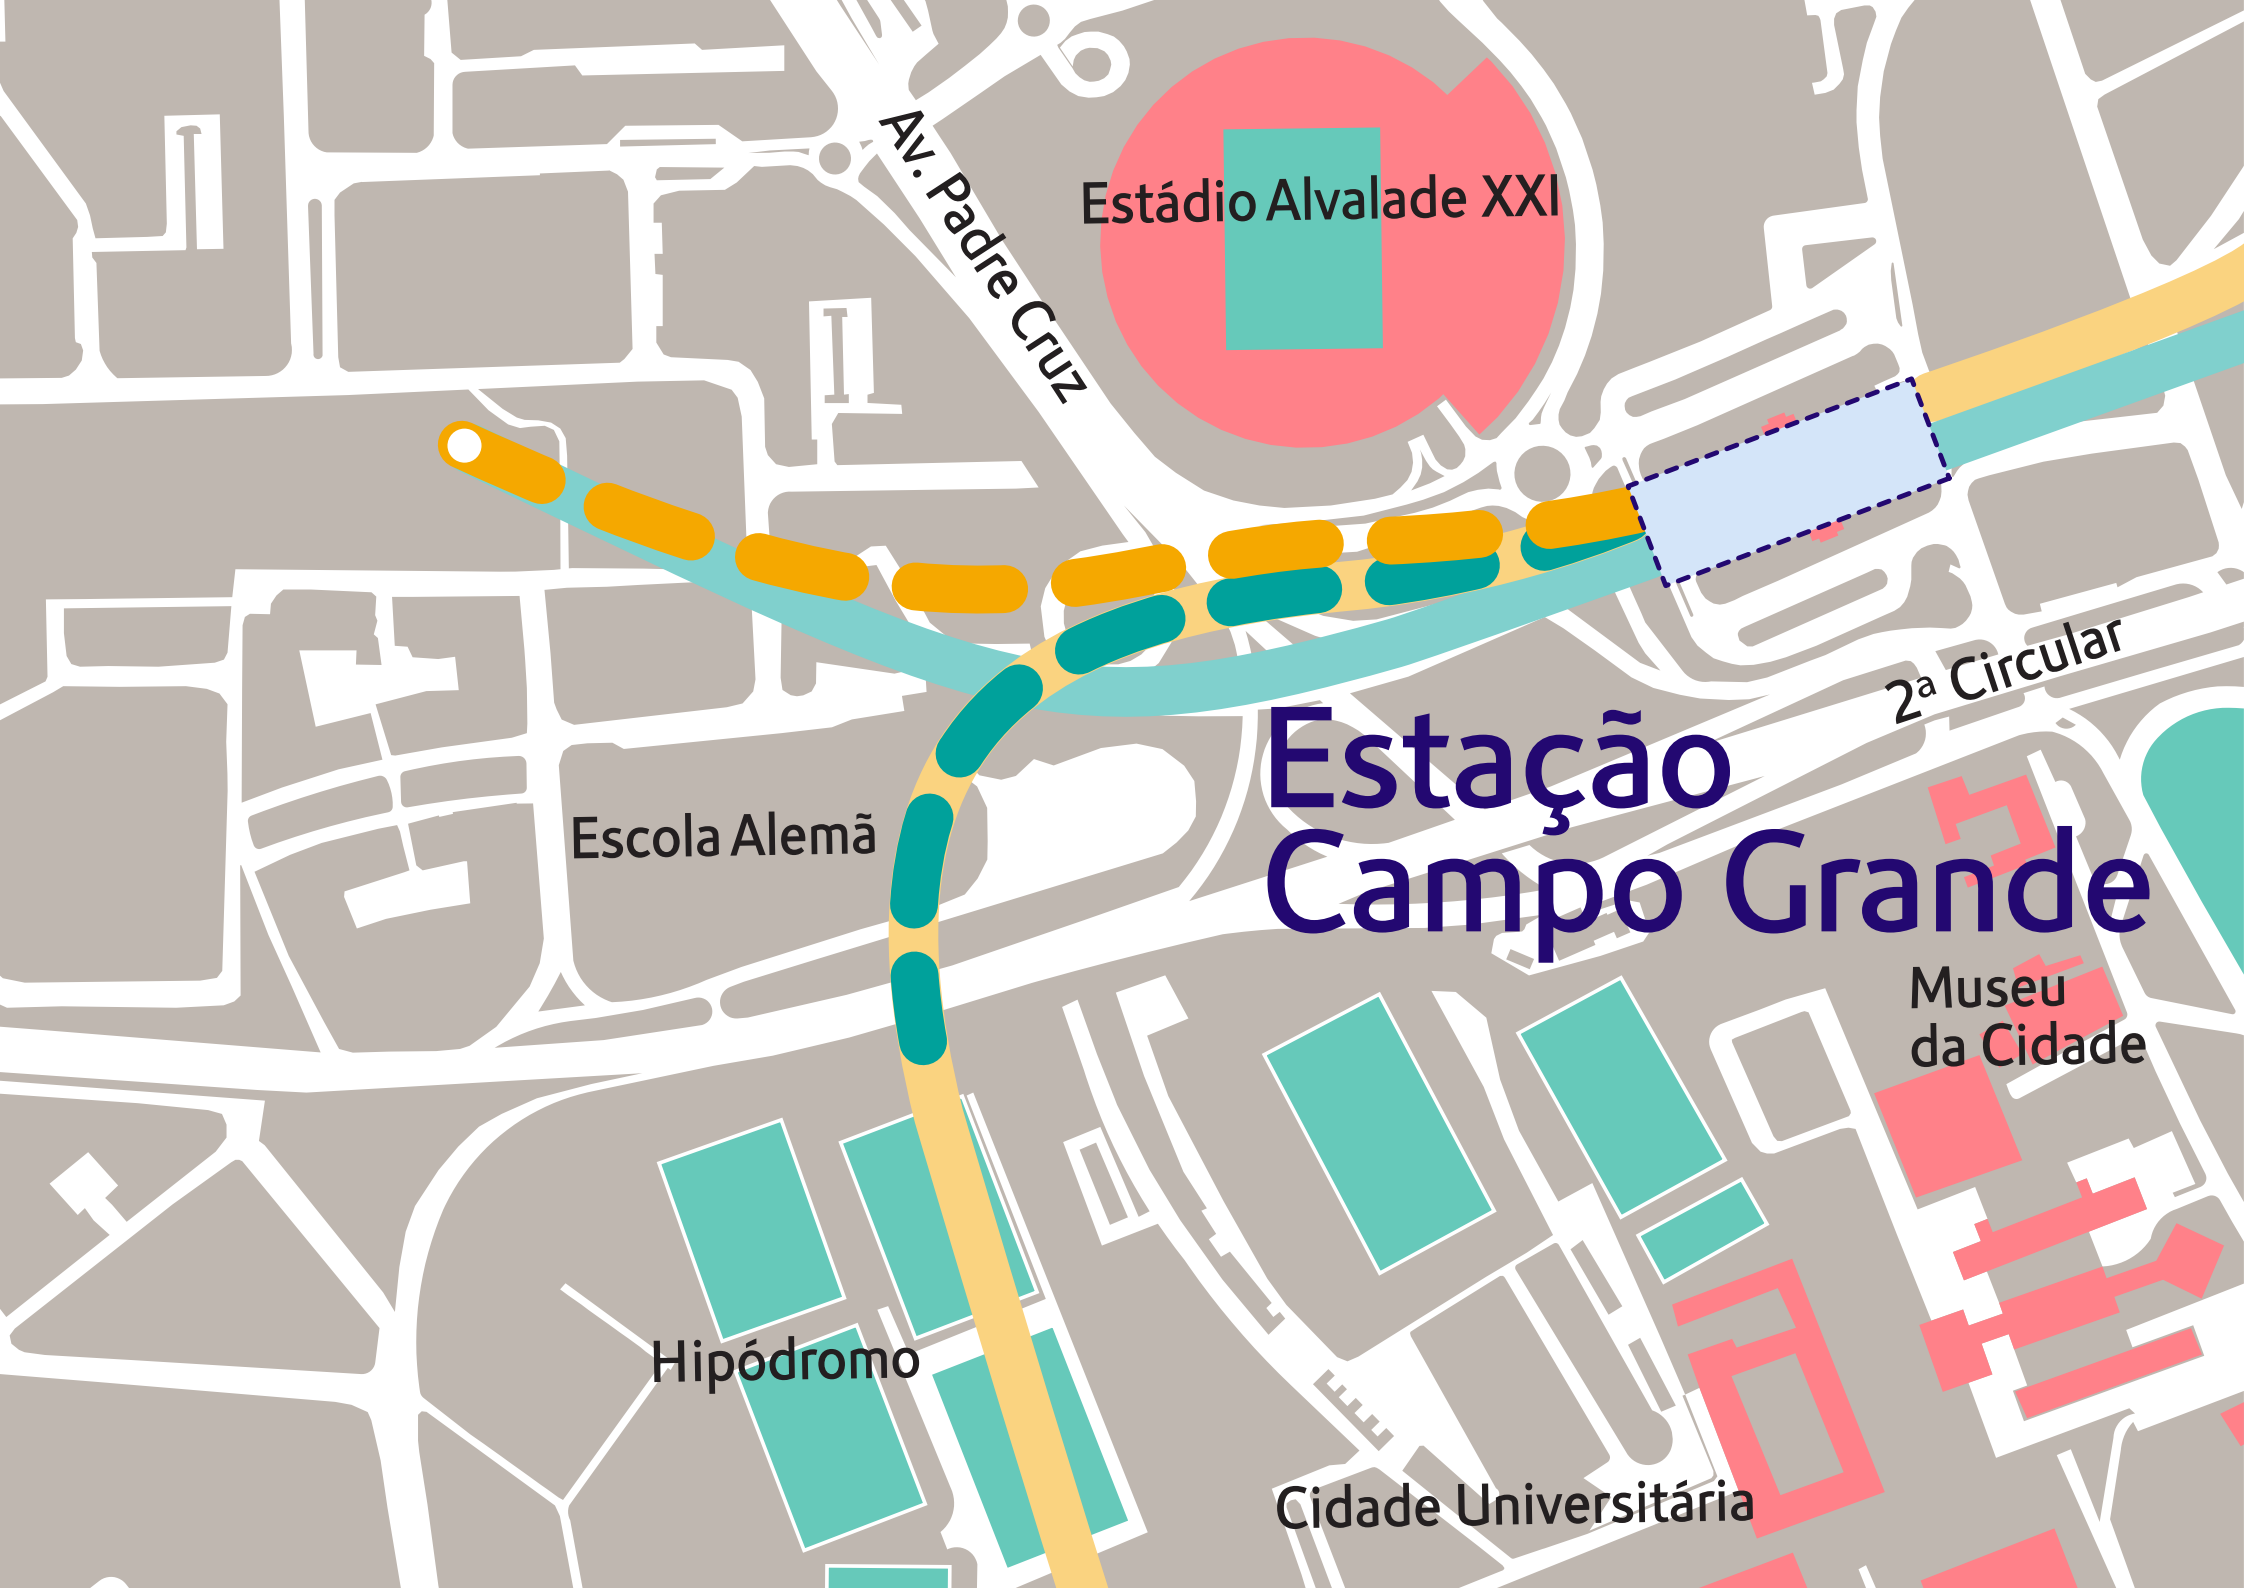 Av. Padre Cruz
Estádio Alvalade XXI
2ª Circular
Estação
Campo Grande
Escola Alemã
Museu
da Cidade
Hipódromo
Cidade Universitária